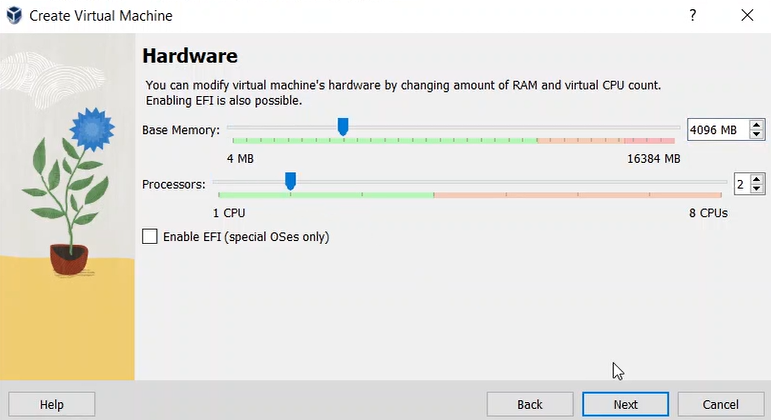 Create Virtual Machine
?
Hardware
You can modify virtual machine's hardware by changing amount of RAM and virtual CPU count.
Enabling EFI is also possible.
Base Memory:
4096 MB
4 MB
16384 MB
Processors:
2
1 CPU
8 CPUs
Enable EFI (special OSes only)
Help
Back
Next
Cancel